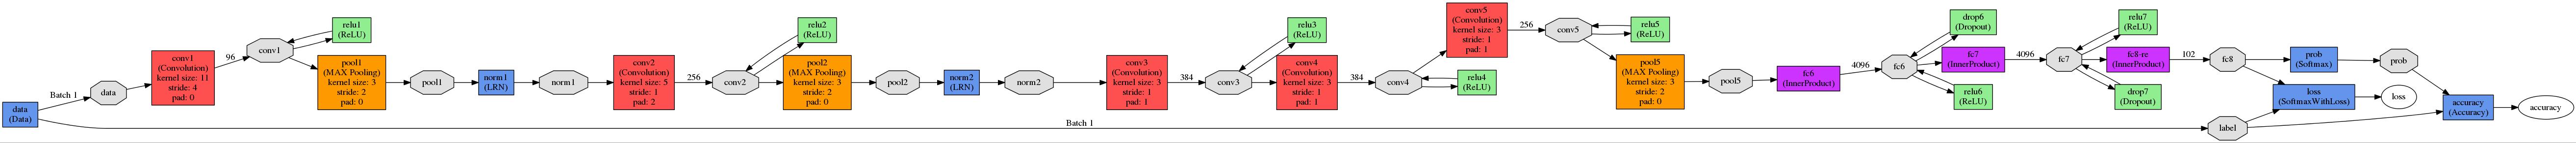 data
(Data)
Batch 1
data
conv1
(Convolution)
kernel size: 11
stride: 4
pad: 0
96
conv1
relu1
(ReLU)
pool1
(MAX Pooling)
kernel size: 3
stride: 2
pad: 0
pool1
norm1
(LRN)
norm1
conv2
(Convolution)
kernel size: 5
stride: 1
pad: 2
256
conv2
relu2
(ReLU)
pool2
(MAX Pooling)
kernel size: 3
stride: 2
pad: 0
pool2
norm2
(LRN)
norm2
conv3
(Convolution)
kernel size: 3
stride: 1
pad: 1
384
conv3
relu3
(ReLU)
conv4
(Convolution)
kernel size: 3
stride: 1
pad: 1
384
conv4
relu4
(ReLU)
conv5
(Convolution)
kernel size: 3
stride: 1
pad: 1
256
conv5
relu5
(ReLU)
pool5
(MAX Pooling)
kernel size: 3
stride: 2
pad: 0
pool5
fc6
(InnerProduct)
4096
fc6
drop6
(Dropout)
relu6
(ReLU)
fc7
(InnerProduct)
4096
fc7
relu7
(ReLU)
drop7
(Dropout)
fc8-re
(InnerProduct)
102
fc8
prob
(Softmax)
prob
loss
(SoftmaxWithLoss)
loss
Batch 1
label
accuracy
(Accuracy)
accuracy